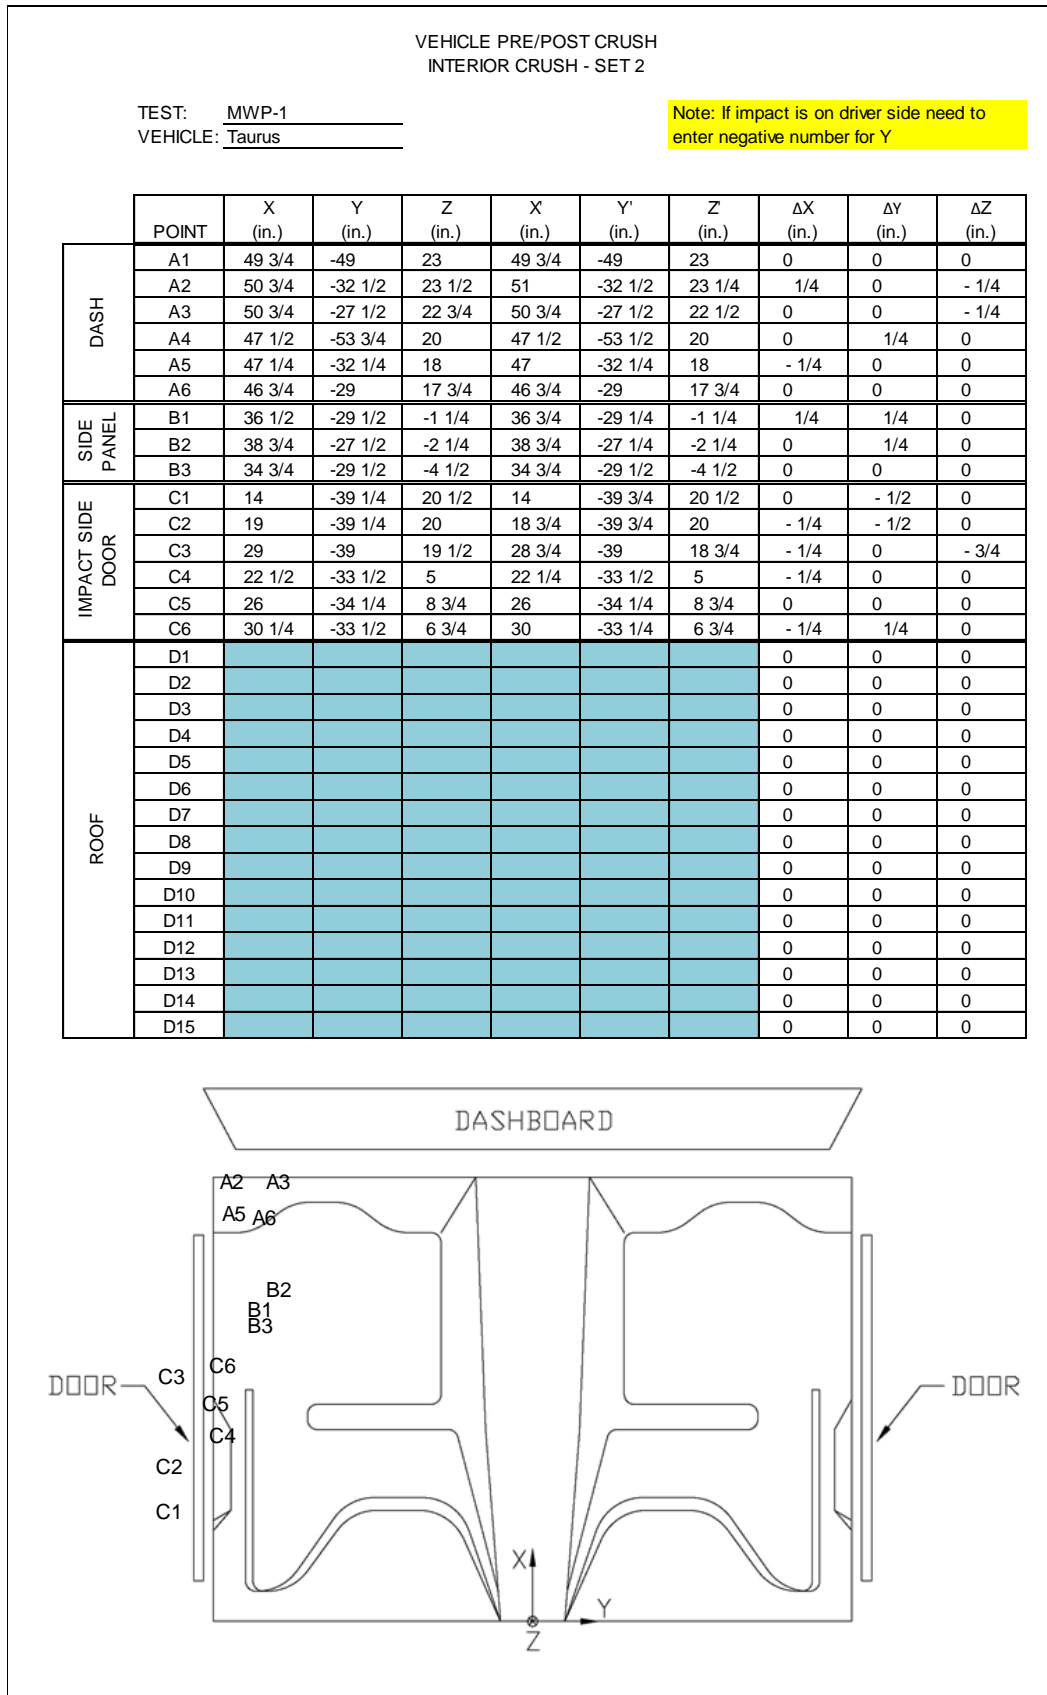 VEHICLE PRE/POST CRUSH
INTERIOR CRUSH - SET 2
TEST: MWP-1
VEHICLE: Taurus
Note: If impact is on driver side need to
enter negative number for Y
X Y Z X' Y' Z' ΔX ΔY ΔZ
POINT (in.) (in.) (in.) (in.) (in.) (in.) (in.) (in.) (in.)
DASH
A1 49 3/4 -49 23 49 3/4 -49 23 0 0 0
A2 50 3/4 -32 1/2 23 1/2 51 -32 1/2 23 1/4 1/4 0 - 1/4
A3 50 3/4 -27 1/2 22 3/4 50 3/4 -27 1/2 22 1/2 0 0 - 1/4
A4 47 1/2 -53 3/4 20 47 1/2 -53 1/2 20 0 1/4 0
A5 47 1/4 -32 1/4 18 47 -32 1/4 18 - 1/4 0 0
A6 46 3/4 -29 17 3/4 46 3/4 -29 17 3/4 0 0 0
SIDE
PANEL
B1 36 1/2 -29 1/2 -1 1/4 36 3/4 -29 1/4 -1 1/4 1/4 1/4 0
B2 38 3/4 -27 1/2 -2 1/4 38 3/4 -27 1/4 -2 1/4 0 1/4 0
B3 34 3/4 -29 1/2 -4 1/2 34 3/4 -29 1/2 -4 1/2 0 0 0
IMPACT SIDE
DOOR
C1 14 -39 1/4 20 1/2 14 -39 3/4 20 1/2 0 - 1/2 0
C2 19 -39 1/4 20 18 3/4 -39 3/4 20 - 1/4 - 1/2 0
C3 29 -39 19 1/2 28 3/4 -39 18 3/4 - 1/4 0 - 3/4
C4 22 1/2 -33 1/2 5 22 1/4 -33 1/2 5 - 1/4 0 0
C5 26 -34 1/4 8 3/4 26 -34 1/4 8 3/4 0 0 0
C6 30 1/4 -33 1/2 6 3/4 30 -33 1/4 6 3/4 - 1/4 1/4 0
ROOF
D1 0 0 0
D2 0 0 0
D3 0 0 0
D4 0 0 0
D5 0 0 0
D6 0 0 0
D7 0 0 0
D8 0 0 0
D9 0 0 0
D10 0 0 0
D11 0 0 0
D12 0 0 0
D13 0 0 0
D14 0 0 0
D15 0 0 0
DASHBOARD
A2 A3
A5 A6
B2
B1
B3
C6
C3
DOOR DOOR
C5
C4
C2
C1
X
Y
Z